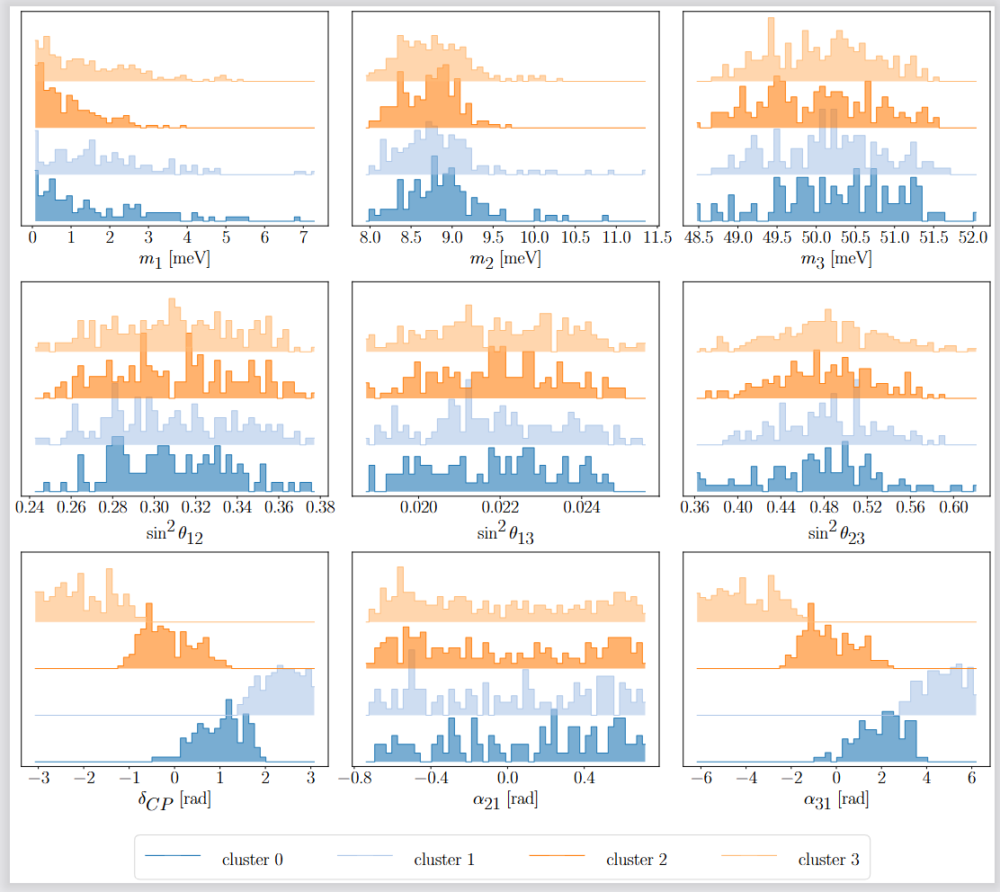 0 1 2 3 4 5 6 7
m₁ [meV]
8.0 8.5 9.0 9.5 10.0 10.5 11.0 11.5
m₂ [meV]
48.5 49.0 49.5 50.0 50.5 51.0 51.5 52.0
m₃ [meV]
0.24 0.26 0.28 0.30 0.32 0.34 0.36 0.38
sin² θ₁₂
0.020 0.022 0.024
sin² θ₁₃
0.36 0.40 0.44 0.48 0.52 0.56 0.60
sin² θ₂₃
−3 −2 −1 0 1 2 3
δ_CP [rad]
−0.8 −0.4 0.0 0.4
α₂₁ [rad]
−6 −4 −2 0 2 4 6
α₃₁ [rad]
cluster 0 cluster 1 cluster 2 cluster 3